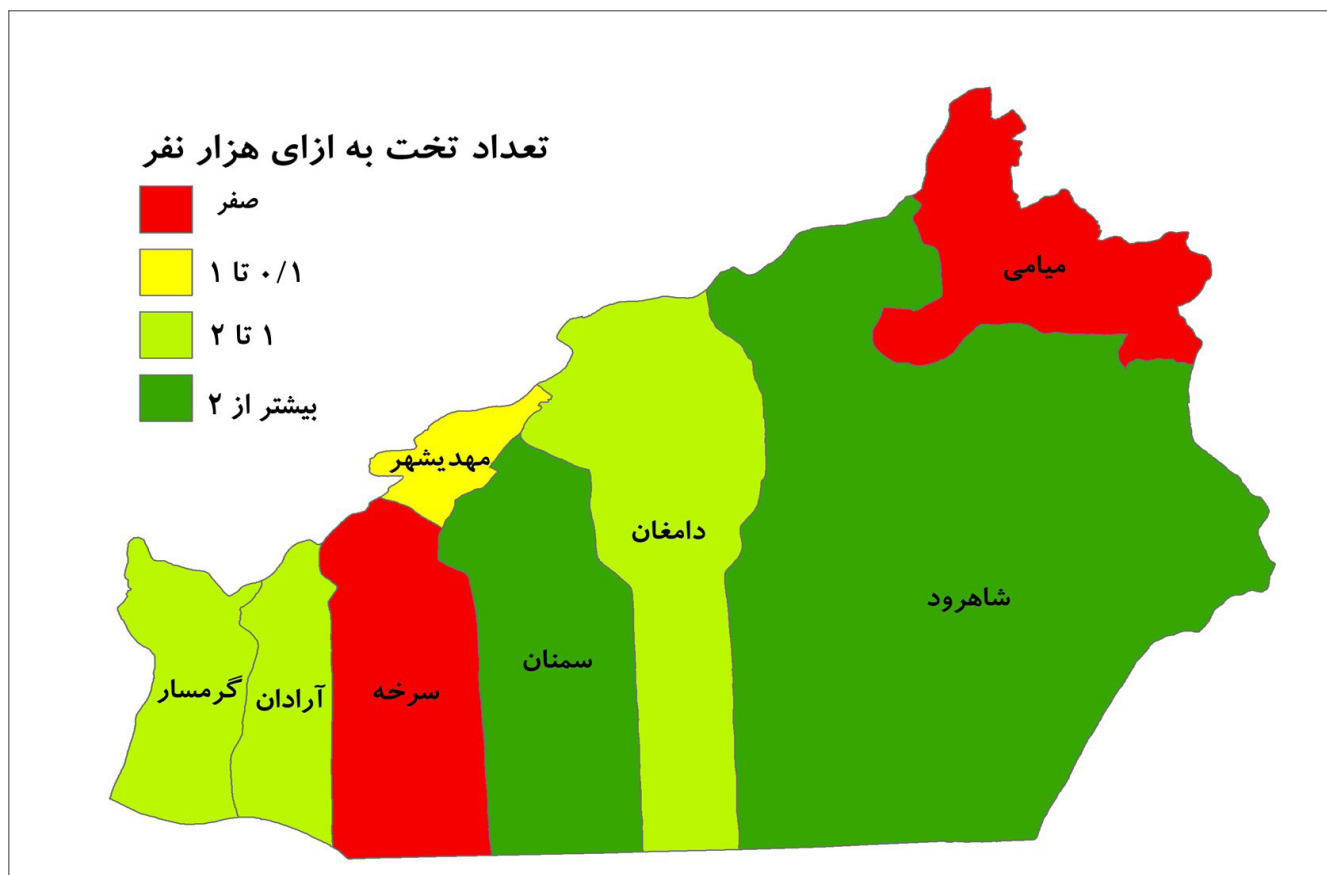 تعداد تخت به ازای هزار نفر
صفر
۰/۱ تا ۱
۱ تا ۲
بیشتر از ۲
میامی
مهدیشهر
دامغان
شاهرود
سمنان
سرخه
آرادان
گرمسار